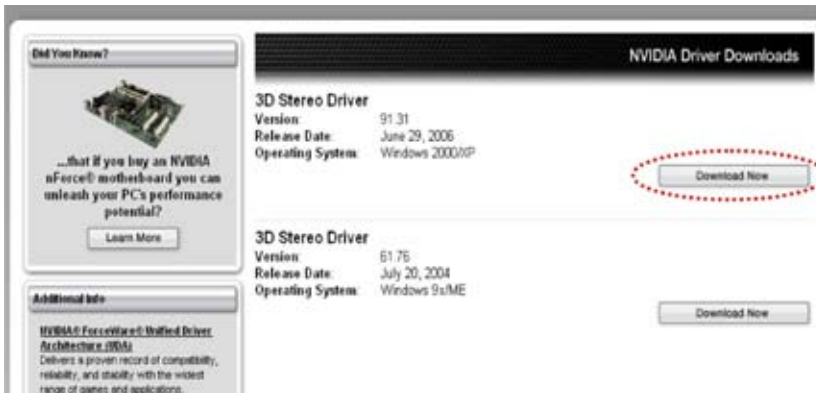 Did You Know?
...that if you buy an NVIDIA
nForce® motherboard you can
unleash your PC's performance
potential?
Learn More
Additional Info
NVIDIA® ForceWare® Unified Driver
Architecture (UDA)
Delivers a proven record of compatibility,
reliability, and stability with the widest
range of games and applications.
NVIDIA Driver Downloads
3D Stereo Driver
Version: 91.31
Release Date: June 29, 2006
Operating System: Windows 2000/XP
Download Now
3D Stereo Driver
Version: 61.76
Release Date: July 20, 2004
Operating System: Windows 9x/ME
Download Now